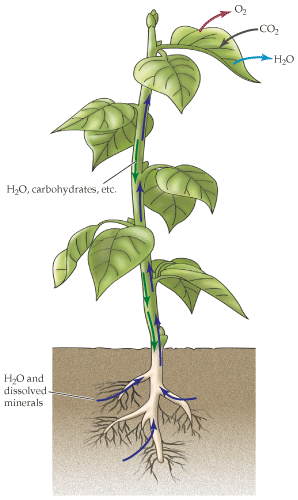 O₂
CO₂
H₂O
H₂O, carbohydrates, etc.
H₂O and
dissolved
minerals